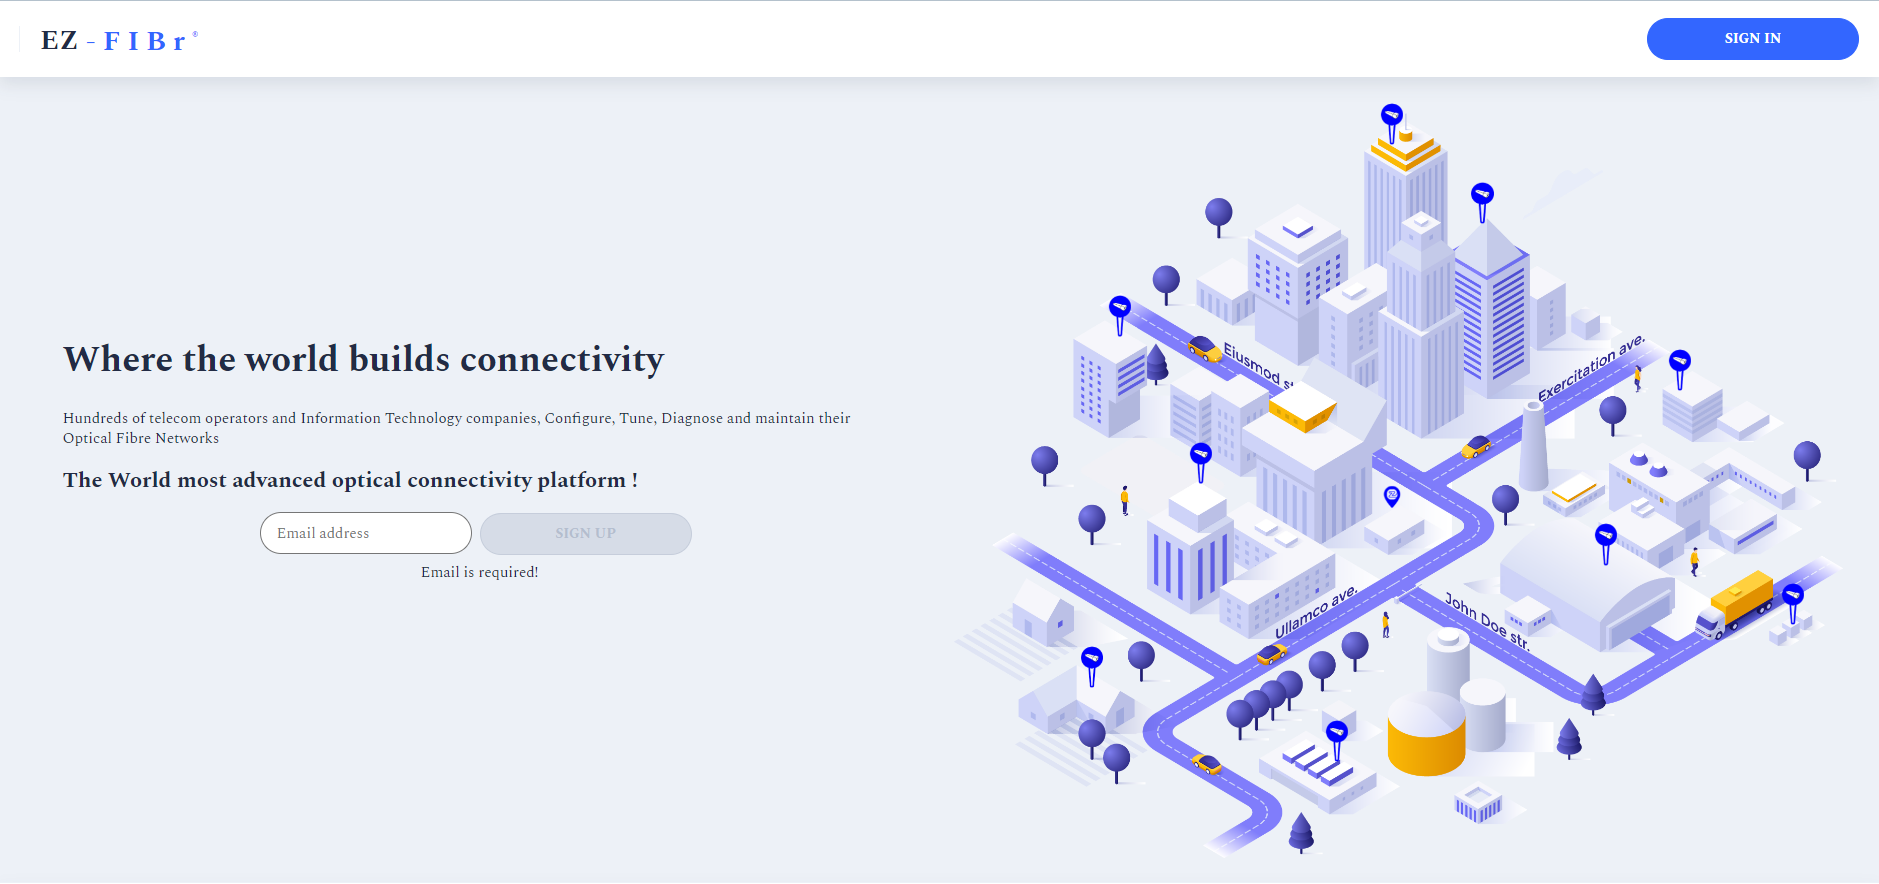 EZ - FIBr ®
SIGN IN
Where the world builds connectivity
Hundreds of telecom operators and Information Technology companies, Configure, Tune, Diagnose and maintain their
Optical Fibre Networks
The World most advanced optical connectivity platform !
Email address
SIGN UP
Email is required!
Eiusmod st
Exercitation ave.
Ullamco ave.
John Doe str.